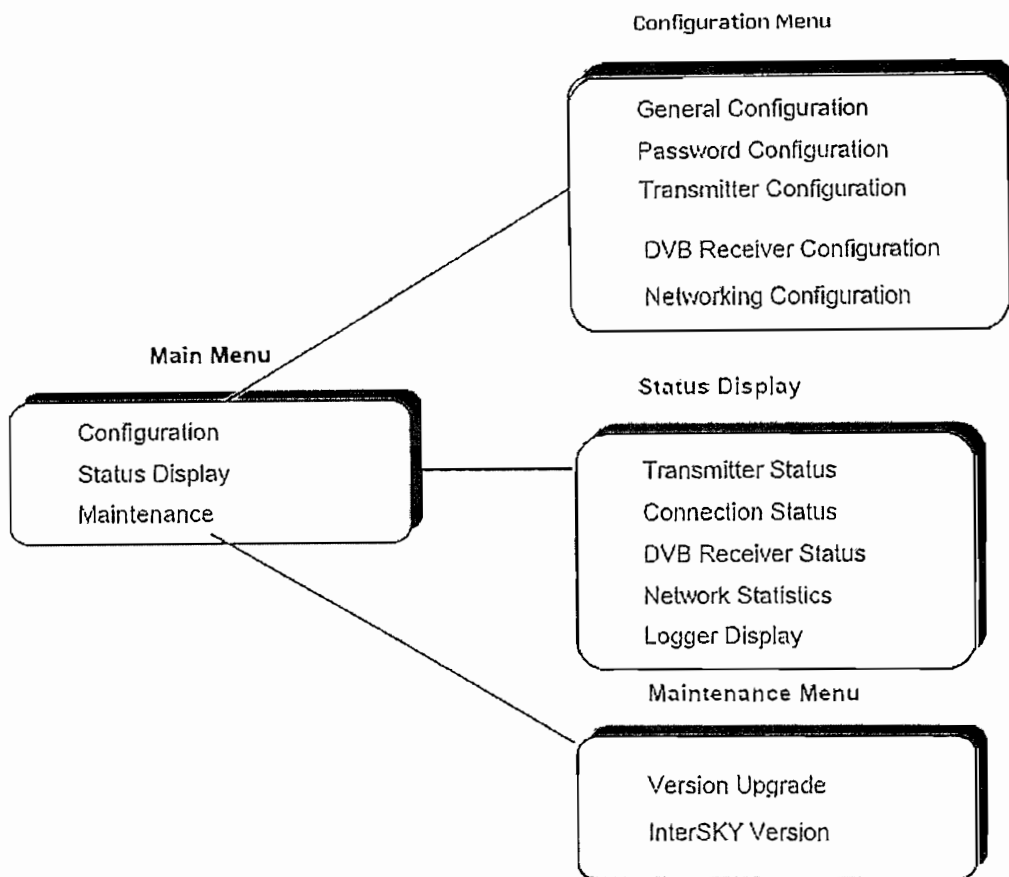 Configuration Menu
General Configuration
Password Configuration
Transmitter Configuration
DVB Receiver Configuration
Networking Configuration
Main Menu
Configuration
Status Display
Maintenance
Status Display
Transmitter Status
Connection Status
DVB Receiver Status
Network Statistics
Logger Display
Maintenance Menu
Version Upgrade
InterSKY Version